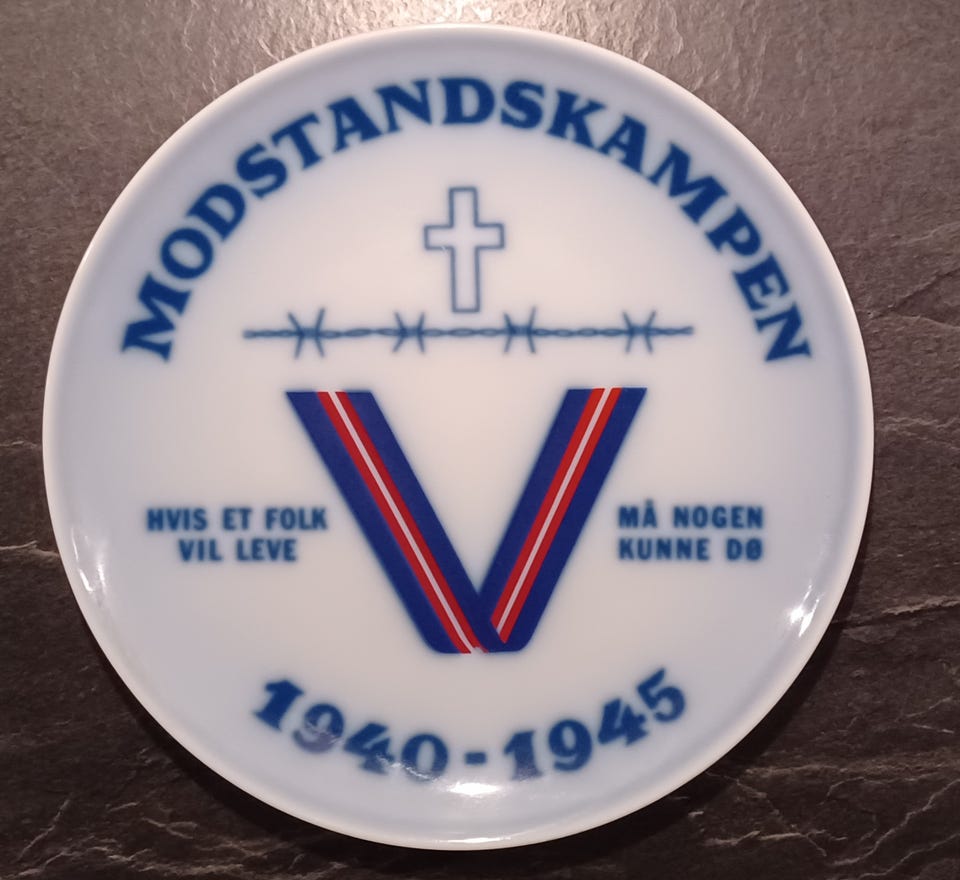 MODSTANDSKAMPEN
V
HVIS ET FOLK
VIL LEVE
MÅ NOGEN
KUNNE DØ
1940-1945